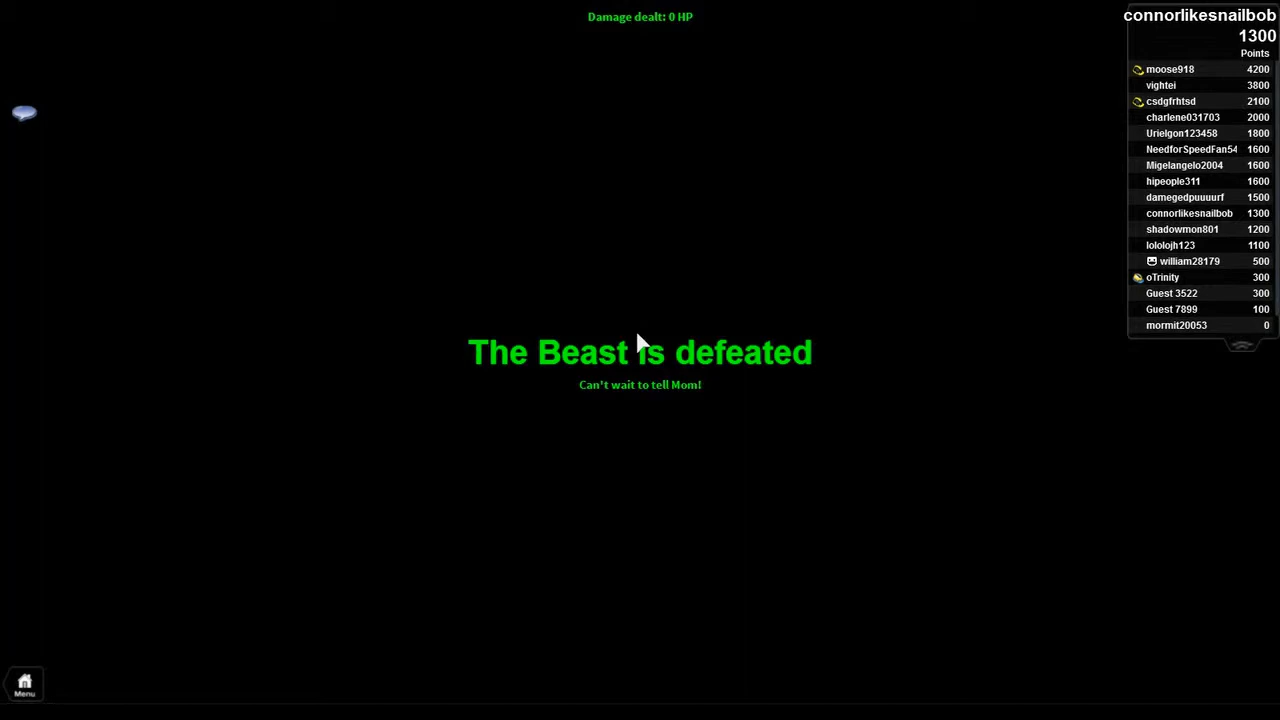 Damage dealt: 0 HP
connorlikesnailbob
1300
Points
moose918 4200
vightei 3800
csdgfrhtsd 2100
charlene031703 2000
Urielgon123458 1800
NeedforSpeedFan54 1600
Migelangelo2004 1600
hipeople311 1600
damegedpuuuurf 1500
connorlikesnailbob 1300
shadowmon801 1200
lololojh123 1100
william28179 500
oTrinity 300
Guest 3522 300
Guest 7899 100
mormit20053 0
The Beast is defeated
Can't wait to tell Mom!
Menu